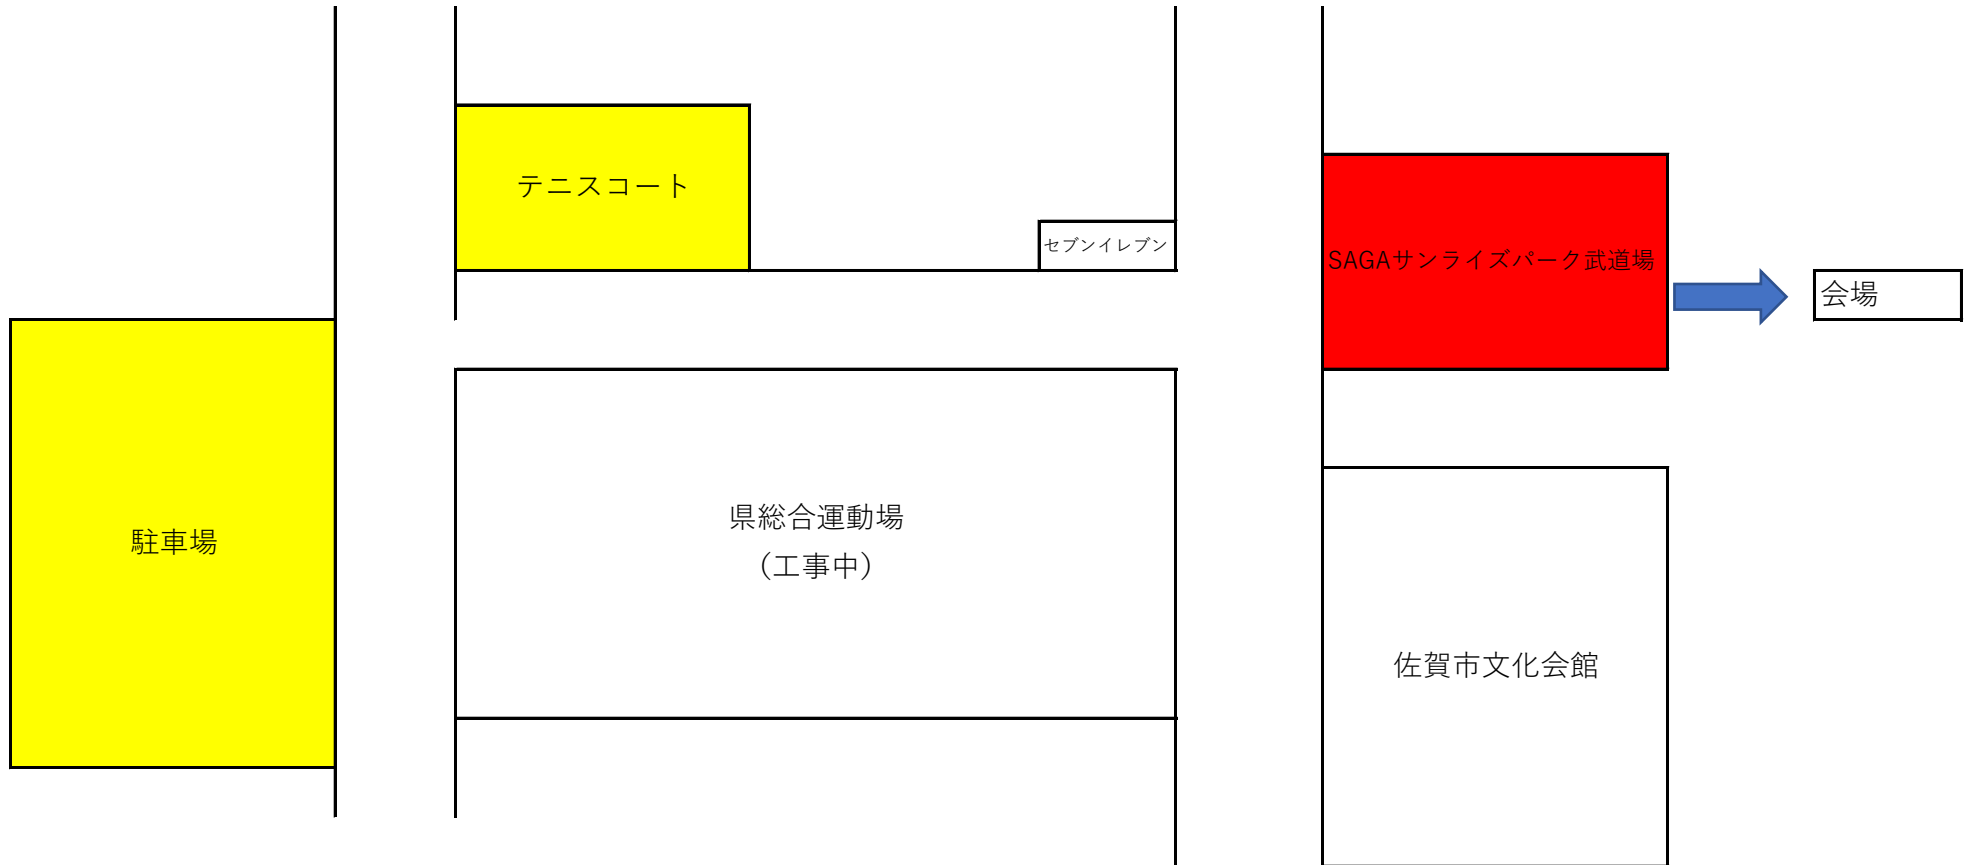 テニスコート
セブンイレブン
SAGAサンライズパーク武道場
会場
駐車場
県総合運動場
（工事中）
佐賀市文化会館